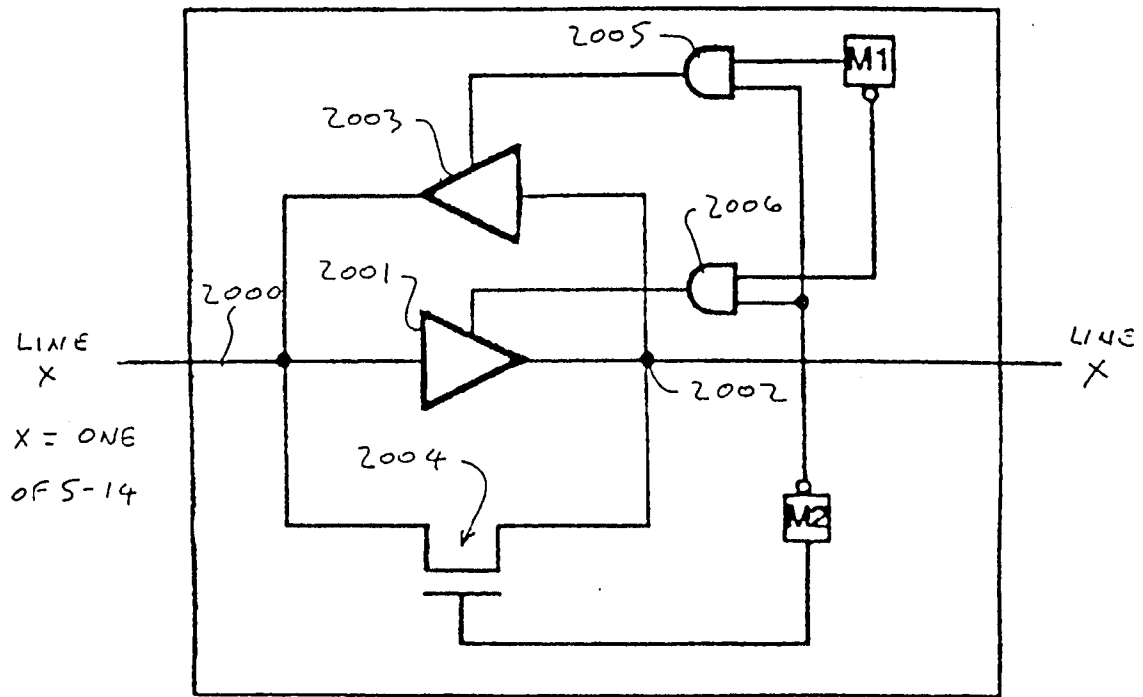 2005
M1
2003
2006
2001
2000
LINE
X
LINE
X
2002
X = ONE
OF 5-14
2004
M2